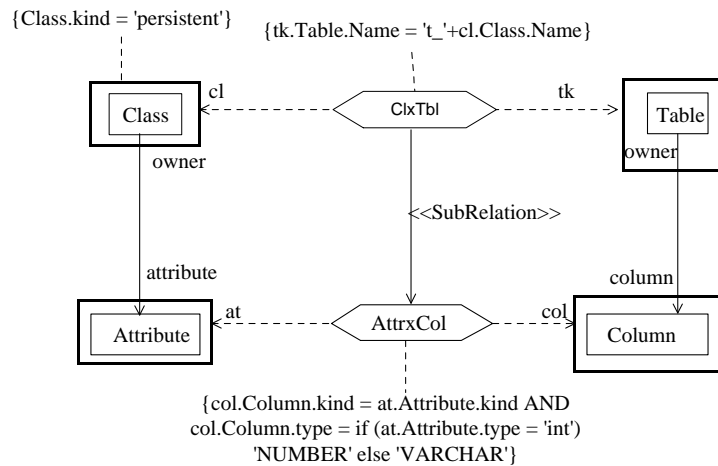 {Class.kind = 'persistent'}
{tk.Table.Name = 't_'+cl.Class.Name}
cl
tk
Class
ClxTbl
Table
owner
owner
<<SubRelation>>
attribute
column
at
col
Attribute
AttrxCol
Column
{col.Column.kind = at.Attribute.kind AND
col.Column.type = if (at.Attribute.type = 'int')
'NUMBER' else 'VARCHAR'}